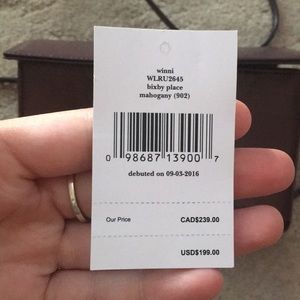 winni
WLRU2645
bixby place
mahogany (902)
0 98687 13900 7
debuted on 09-03-2016
Our Price CAD$239.00
USD$199.00